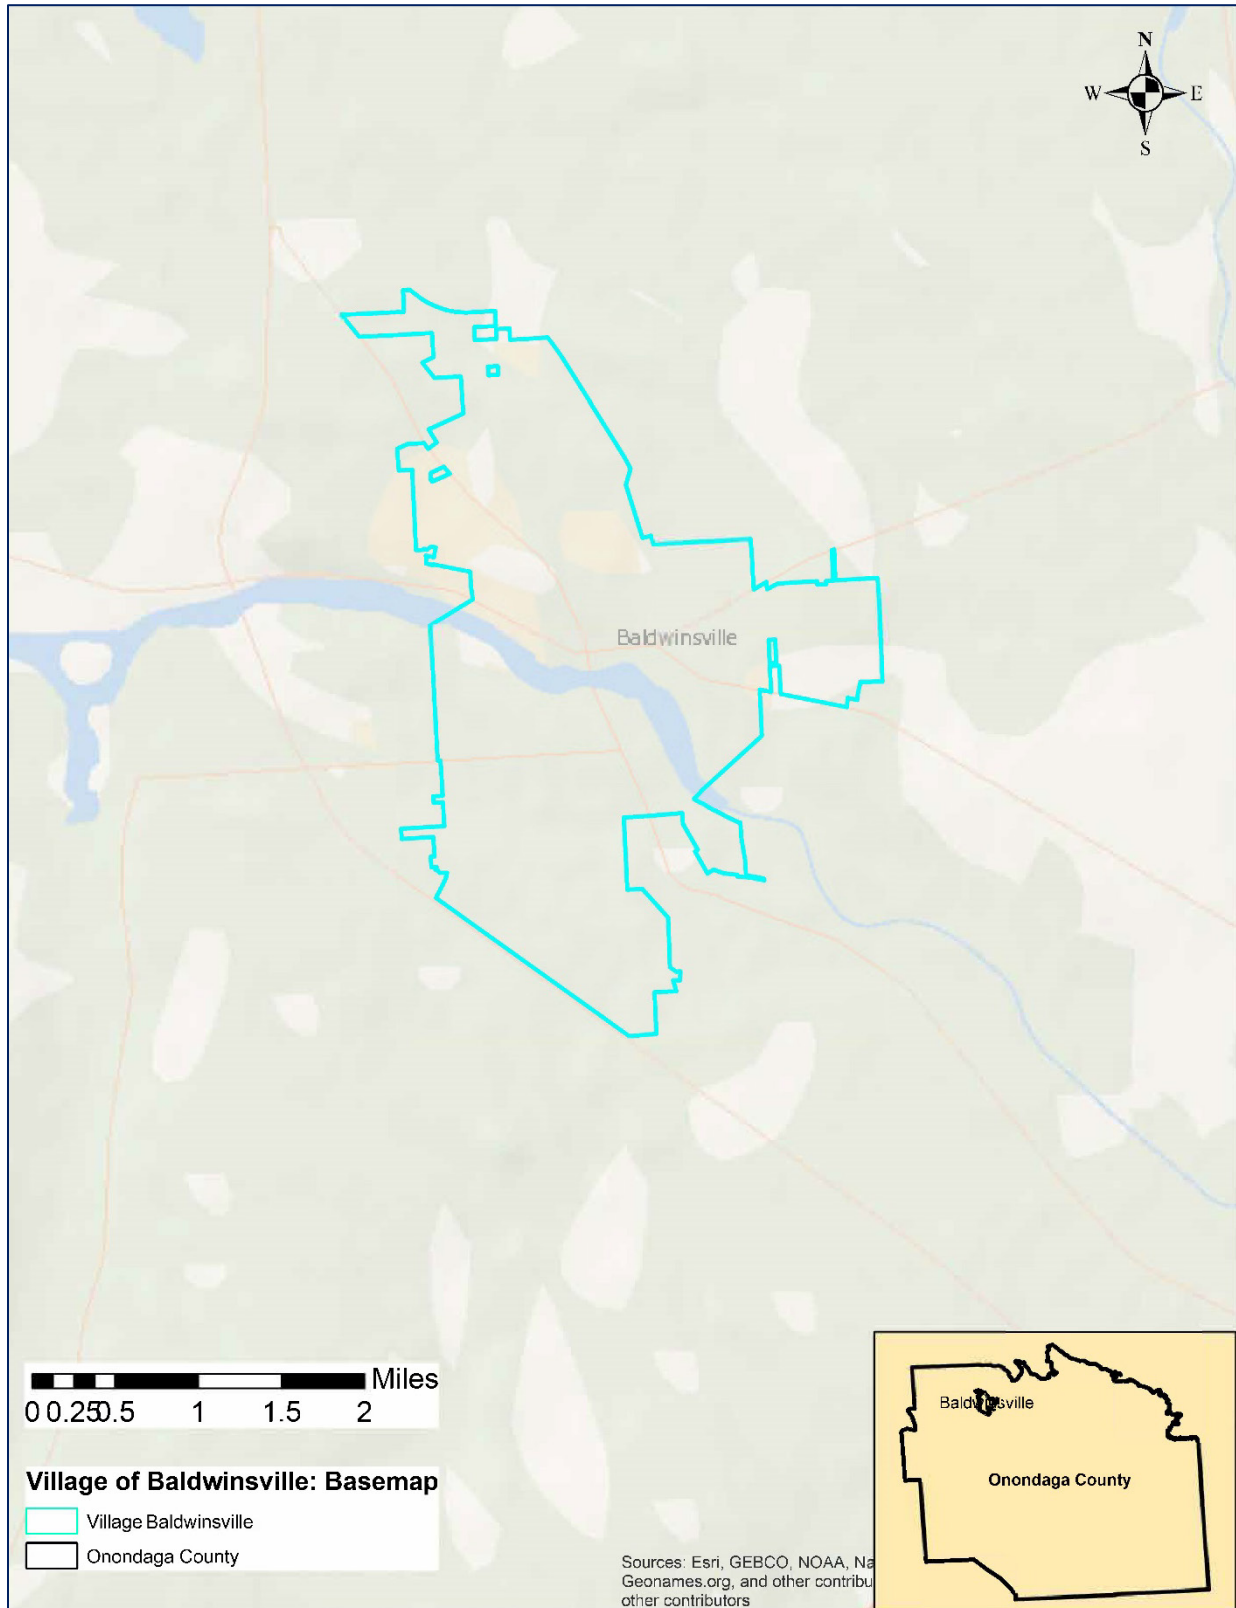 N
W E
S
Baldwinsville
Miles
0 0.25 0.5 1 1.5 2
Village of Baldwinsville: Basemap
Village Baldwinsville
Onondaga County
Baldwinsville
Onondaga County
Sources: Esri, GEBCO, NOAA, Na
Geonames.org, and other contribu
other contributors